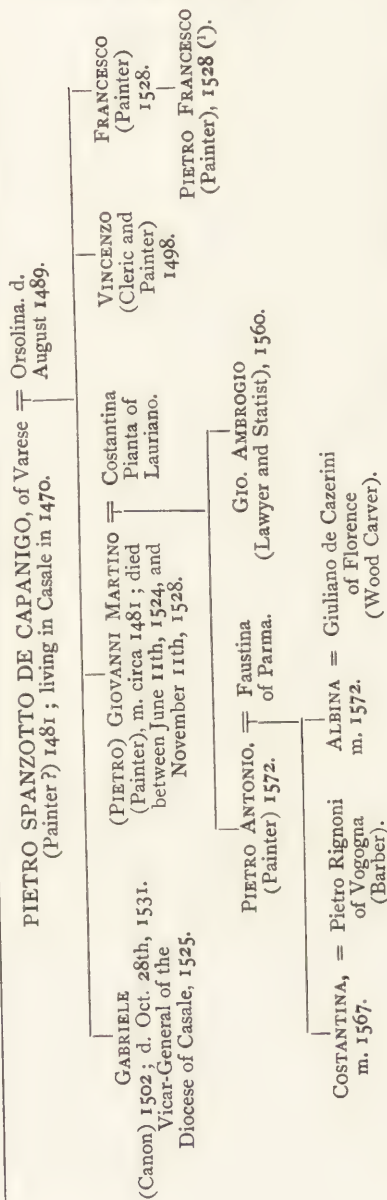 PIETRO SPANZOTTO DE CAPANIGO, of Varese = Orsolina. d.
(Painter ?) 1481 ; living in Casale in 1470. August 1489.
GABRIELE
(Canon) 1502 ; d. Oct. 28th, 1531.
Vicar-General of the
Diocese of Casale, 1525.
(PIETRO) GIOVANNI MARTINO = Costantina
(Painter), m. circa 1481 ; died Pianta of
between June 11th, 1524, and Lauriano.
November 11th, 1528.
VINCENZO
(Cleric and
Painter)
1498.
FRANCESCO
(Painter)
1528.
PIETRO FRANCESCO
(Painter), 1528 (¹).
PIETRO ANTONIO. = Faustina
(Painter) 1572. of Parma.
GIO. AMBROGIO
(Lawyer and Statist), 1560.
COSTANTINA, = Pietro Rignoni
m. 1567. of Vogogna
(Barber).
ALBINA = Giuliano de Cazerini
m. 1572. of Florence
(Wood Carver).